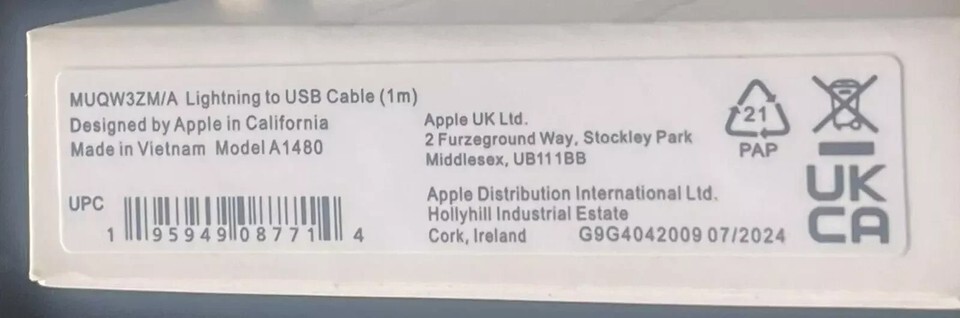 MUQW3ZM/A Lightning to USB Cable (1m)
Designed by Apple in California
Made in Vietnam Model A1480
UPC
1 95949 08771 4
Apple UK Ltd.
2 Furzeground Way, Stockley Park
Middlesex, UB111BB
Apple Distribution International Ltd.
Hollyhill Industrial Estate
Cork, Ireland G9G4042009 07/2024
21
PAP
UK
CA